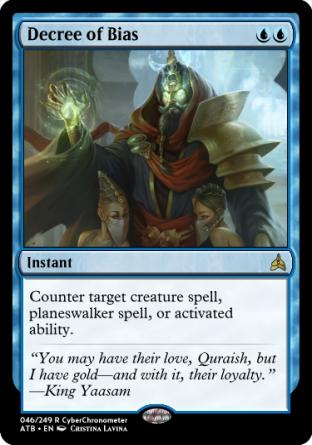 Decree of Bias
Instant
Counter target creature spell,
planeswalker spell, or activated
ability.
“You may have their love, Quraish, but
I have gold—and with it, their loyalty.”
—King Yaasam
046/249 R CyberChronometer
ATB • EN Cristina Lavina